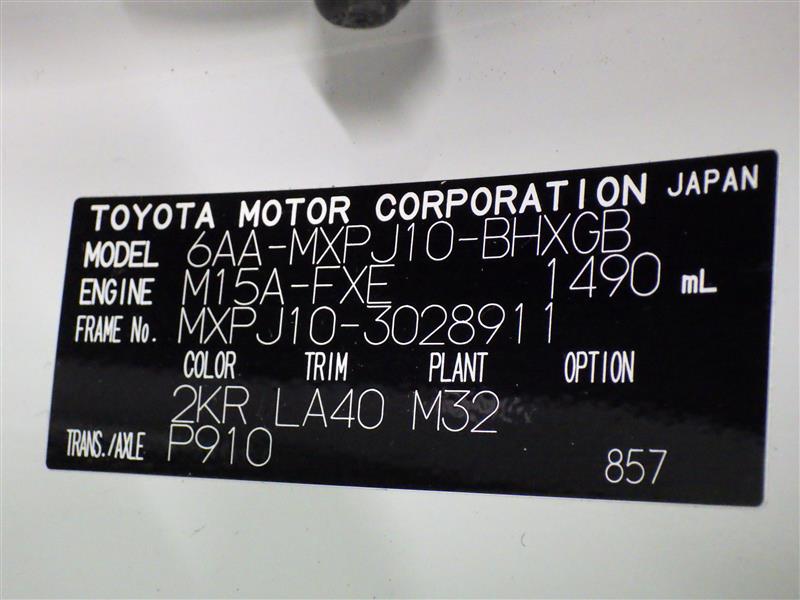 TOYOTA MOTOR CORPORATION JAPAN
MODEL 6AA-MXPJ10-BHXGB
ENGINE M15A-FXE 1490 mL
FRAME No. MXPJ10-3028911
COLOR TRIM PLANT OPTION
2KR LA40 M32
TRANS./AXLE P910
857